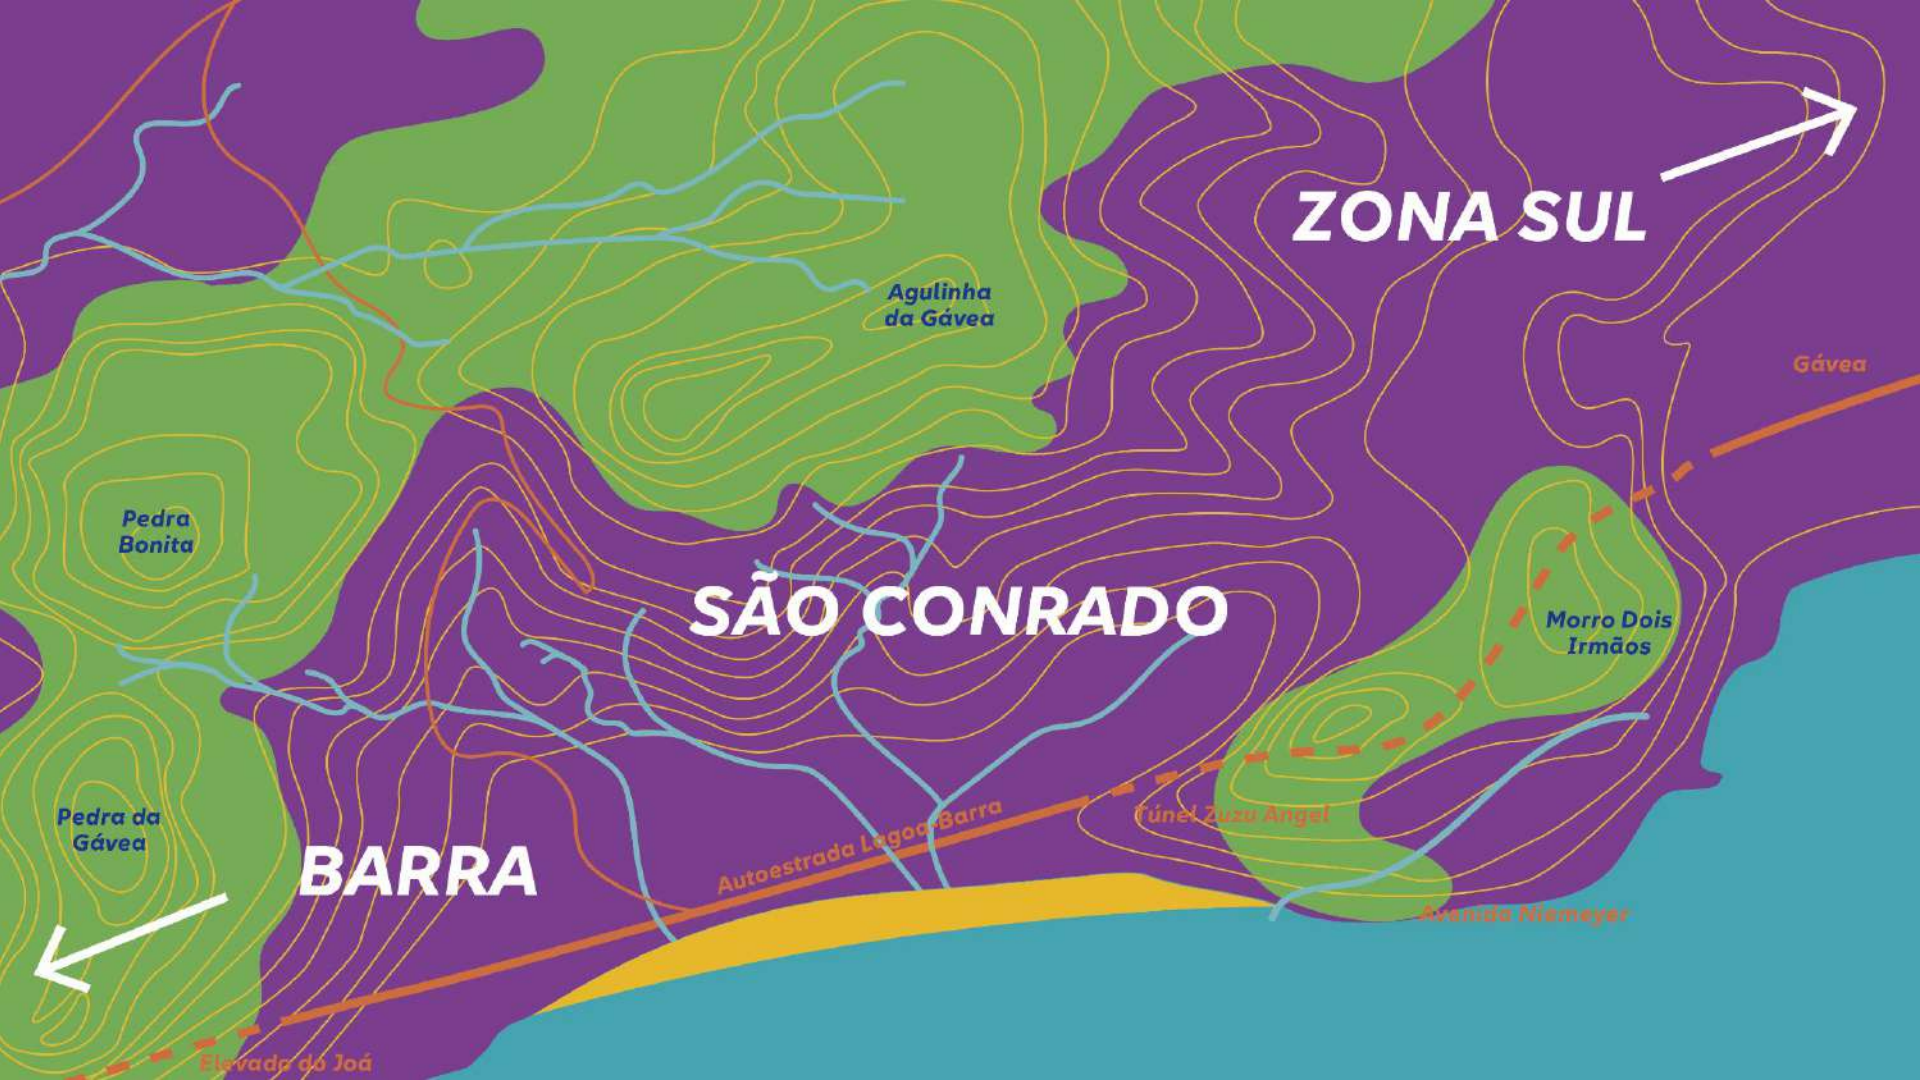 ZONA SUL
Agulinha
da Gávea
Gávea
Pedra
Bonita
SÃO CONRADO
Morro Dois
Irmãos
Pedra da
Gávea
BARRA
Autoestrada Lagoa-Barra
Túnel Zuzu Angel
Avenida Niemeyer
Elevado do Joá